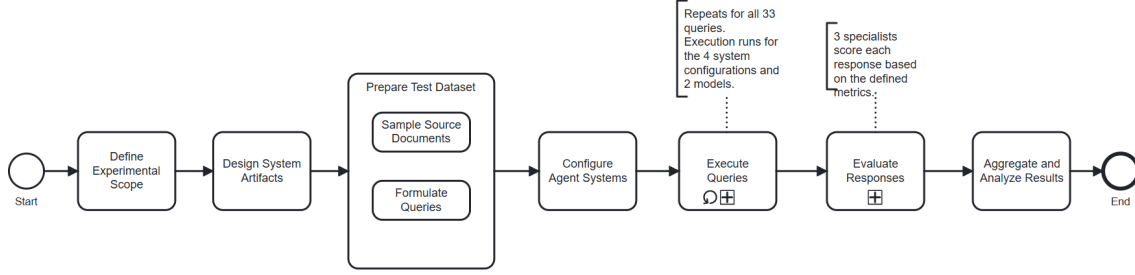 Start
Define
Experimental
Scope
Design System
Artifacts
Prepare Test Dataset
Sample Source
Documents
Formulate
Queries
Configure
Agent Systems
Repeats for all 33
queries.
Execution runs for
the 4 system
configurations and
2 models.
Execute
Queries
3 specialists
score each
response based
on the defined
metrics.
Evaluate
Responses
Aggregate and
Analyze Results
End